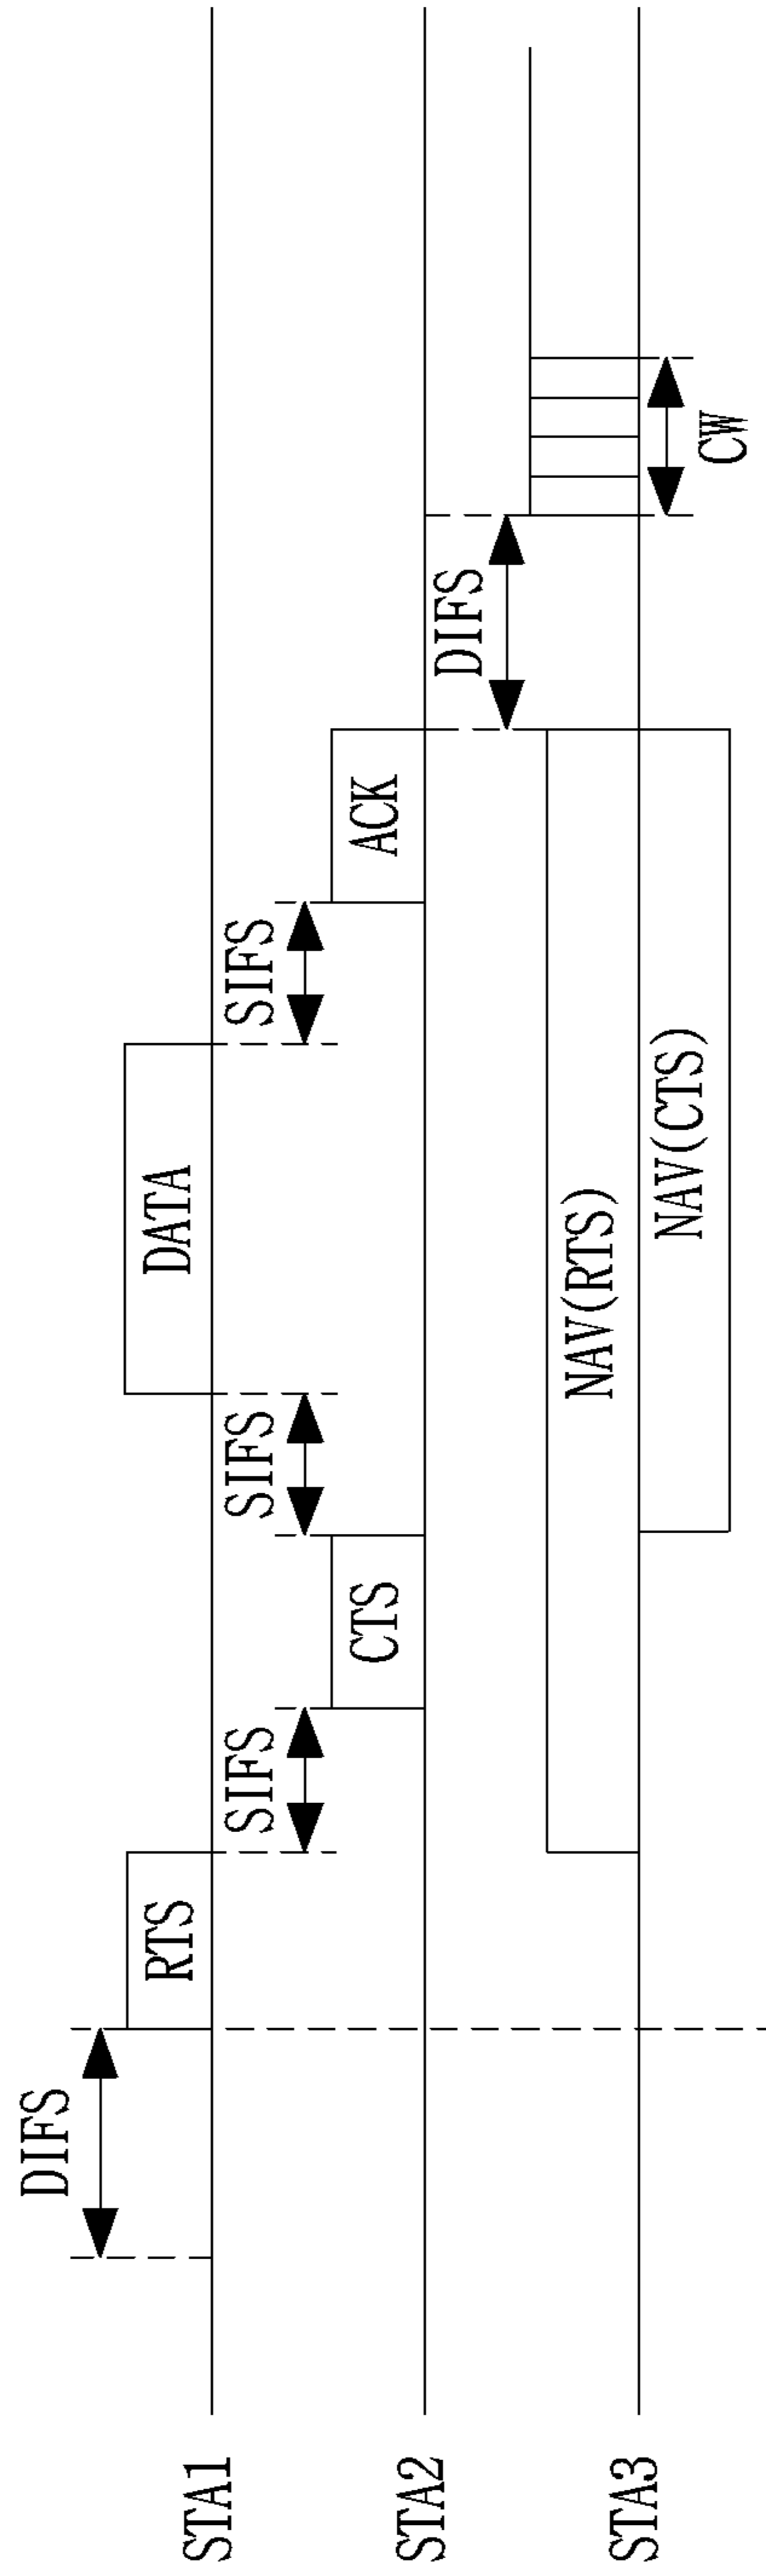 DIFS
RTS
SIFS
CTS
SIFS
DATA
SIFS
ACK
DIFS
CW
NAV(RTS)
NAV(CTS)
STA1
STA2
STA3